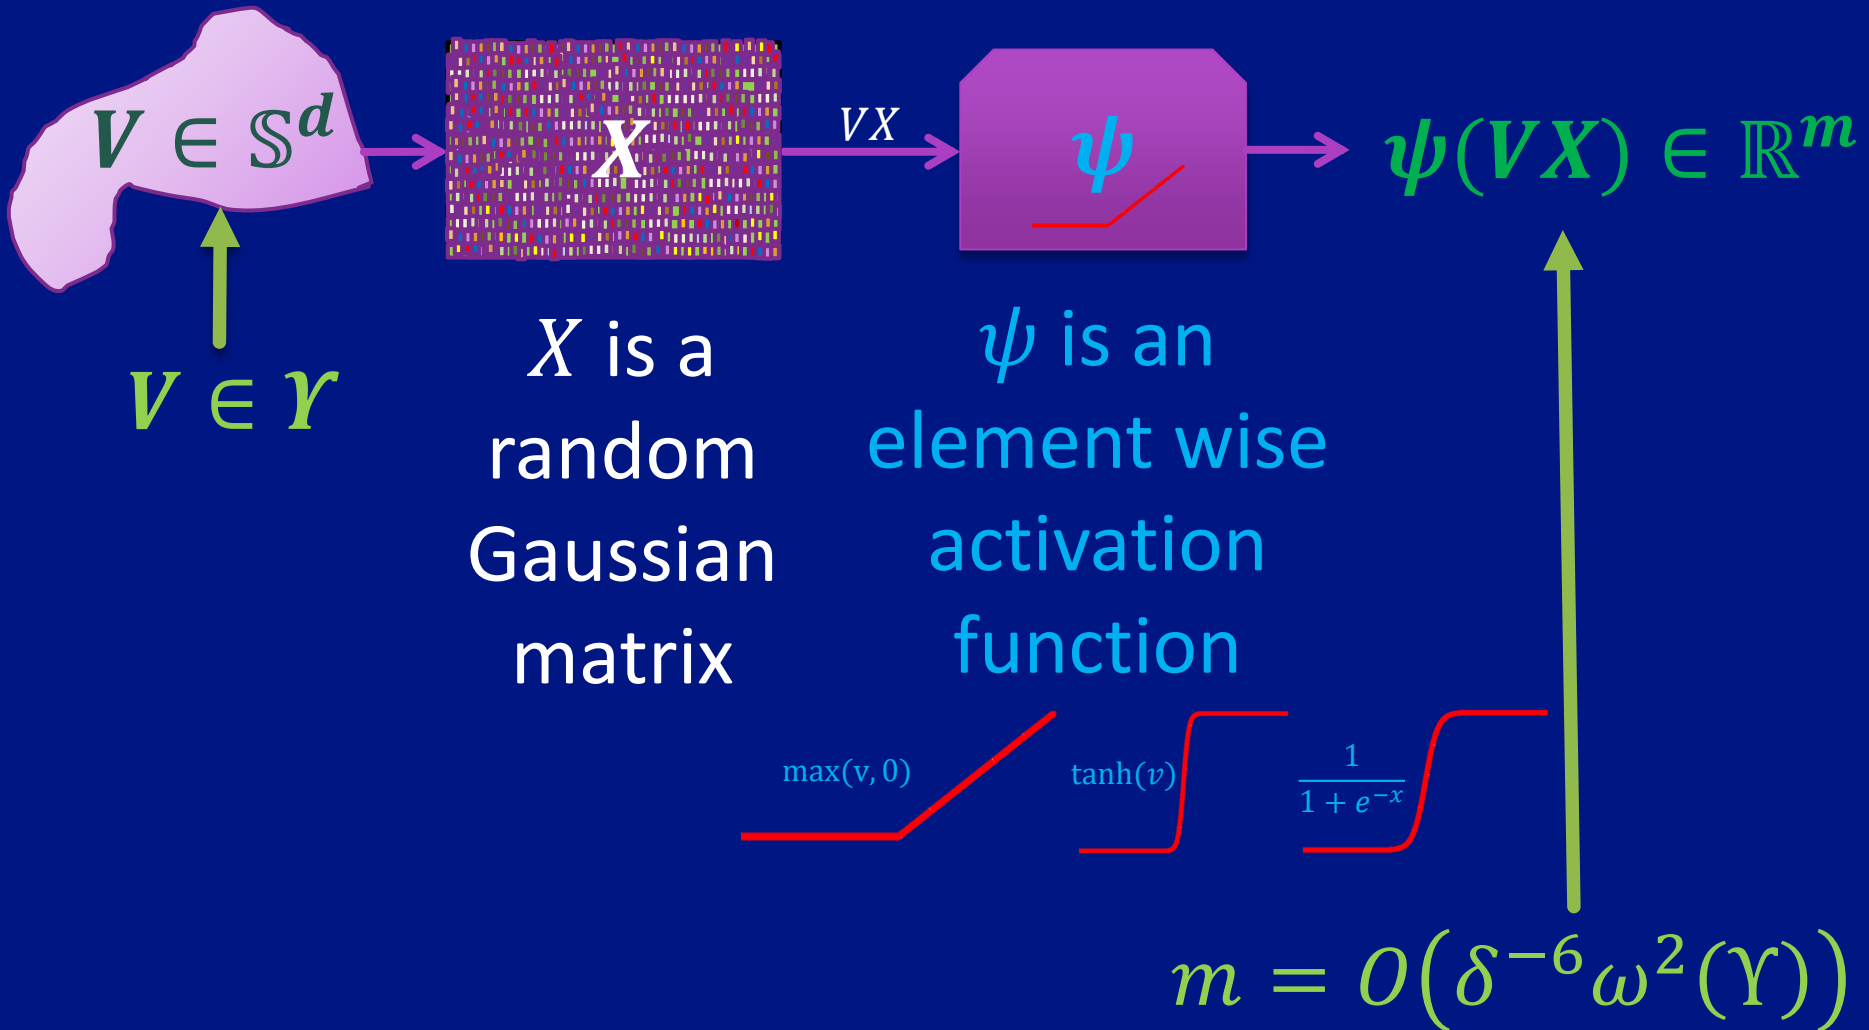 V ∈ 𝕊^d
X
VX
ψ
ψ(VX) ∈ ℝ^m
V ∈ ϒ
X is a
random
Gaussian
matrix
ψ is an
element wise
activation
function
max(v, 0)
tanh(v)
1
1 + e^{−x}
m = O(δ^{−6}ω^2(ϒ))